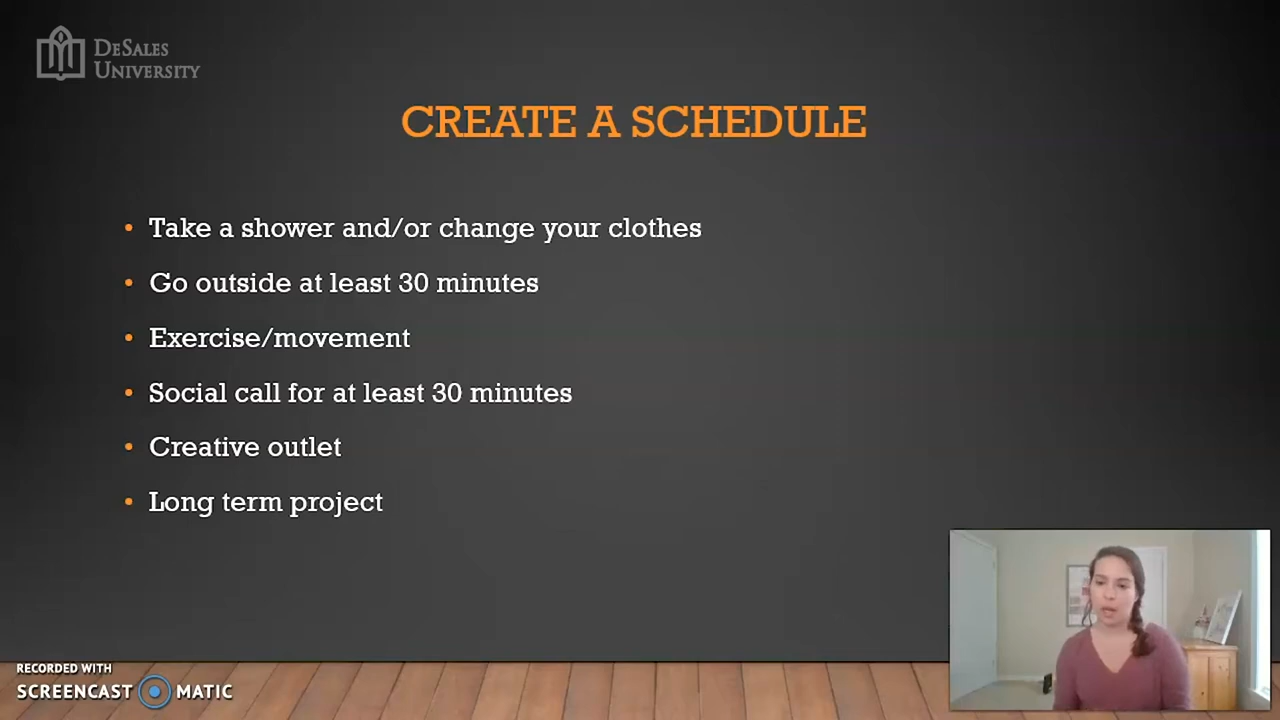 DeSales
University
CREATE A SCHEDULE
• Take a shower and/or change your clothes
• Go outside at least 30 minutes
• Exercise/movement
• Social call for at least 30 minutes
• Creative outlet
• Long term project
RECORDED WITH
SCREENCAST MATIC